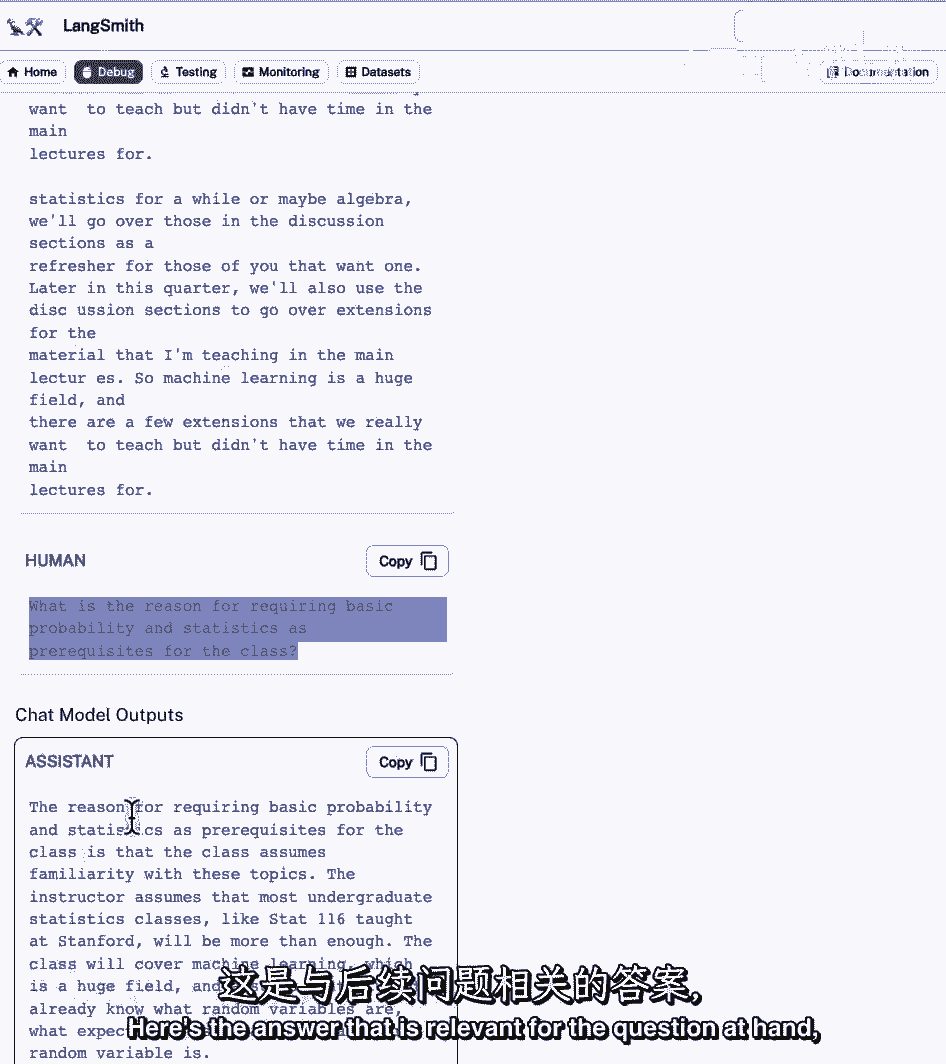 LangSmith
Home Debug Testing Monitoring Datasets Documentation
want to teach but didn't have time in the
main
lectures for.
statistics for a while or maybe algebra,
we'll go over those in the discussion
sections as a
refresher for those of you that want one.
Later in this quarter, we'll also use the
disc ussion sections to go over extensions
for the
material that I'm teaching in the main
lectur es. So machine learning is a huge
field, and
there are a few extensions that we really
want to teach but didn't have time in the
main
lectures for.
HUMAN Copy
What is the reason for requiring basic
probability and statistics as
prerequisites for the class?
Chat Model Outputs
ASSISTANT Copy
The reason for requiring basic probability
and statistics as prerequisites for the
class is that the class assumes
familiarity with these topics. The
instructor assumes that most undergraduate
statistics classes, like Stat 116 taught
at Stanford, will be more than enough. The
class will cover machine learning, which
is a huge field, and
already know what random variables are,
what
random variable is.
这是与后续问题相关的答案,
Here's the answer that is relevant for the question at hand,